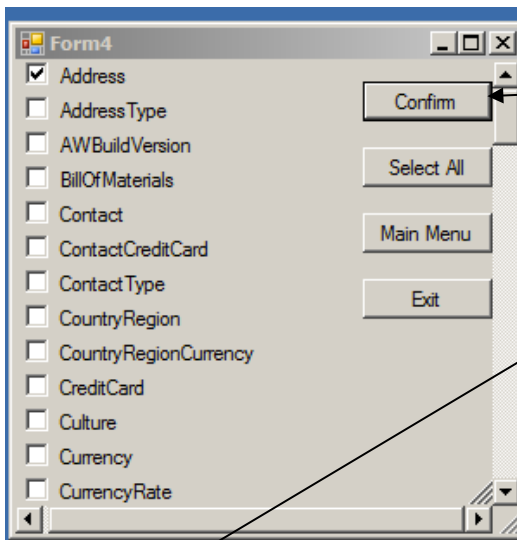 Form4
Address
AddressType
AWBuildVersion
BillOfMaterials
Contact
ContactCreditCard
ContactType
CountryRegion
CountryRegionCurrency
CreditCard
Culture
Currency
CurrencyRate
Confirm
Select All
Main Menu
Exit